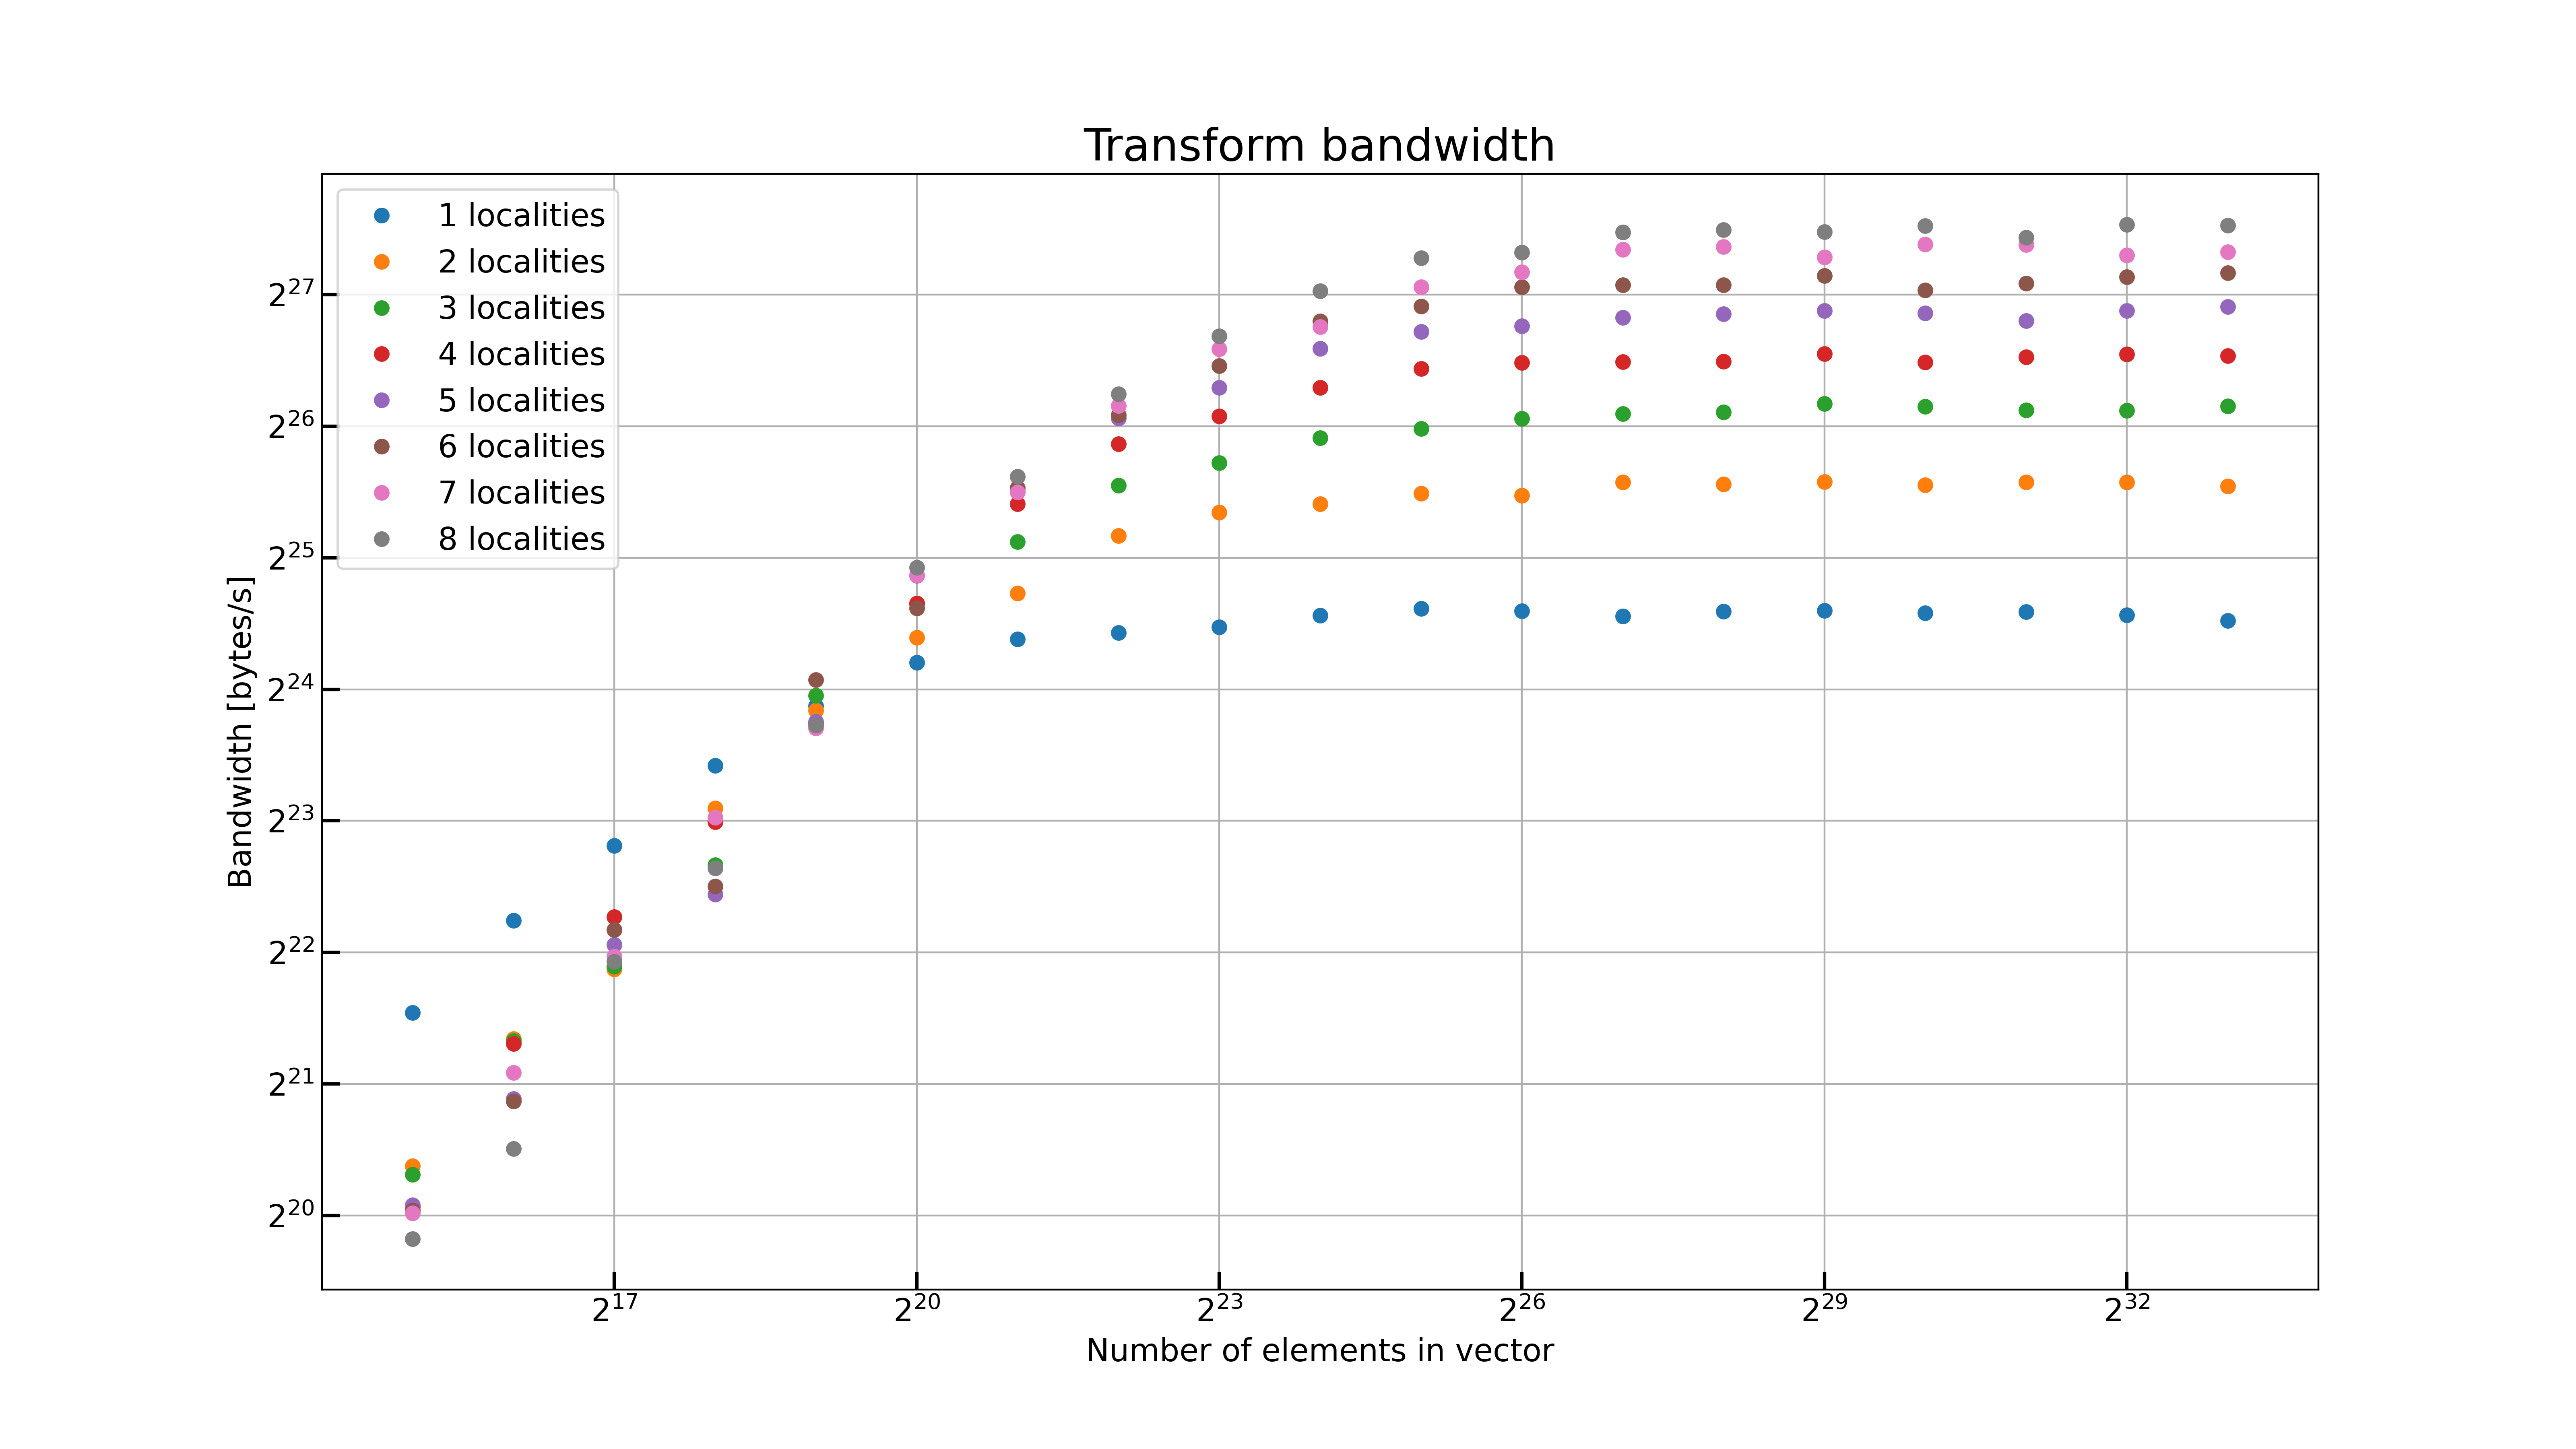 Transform bandwidth
1 localities
2 localities
3 localities
4 localities
5 localities
6 localities
7 localities
8 localities
2^27
2^26
2^25
2^24
2^23
2^22
2^21
2^20
Bandwidth [bytes/s]
2^17 2^20 2^23 2^26 2^29 2^32
Number of elements in vector